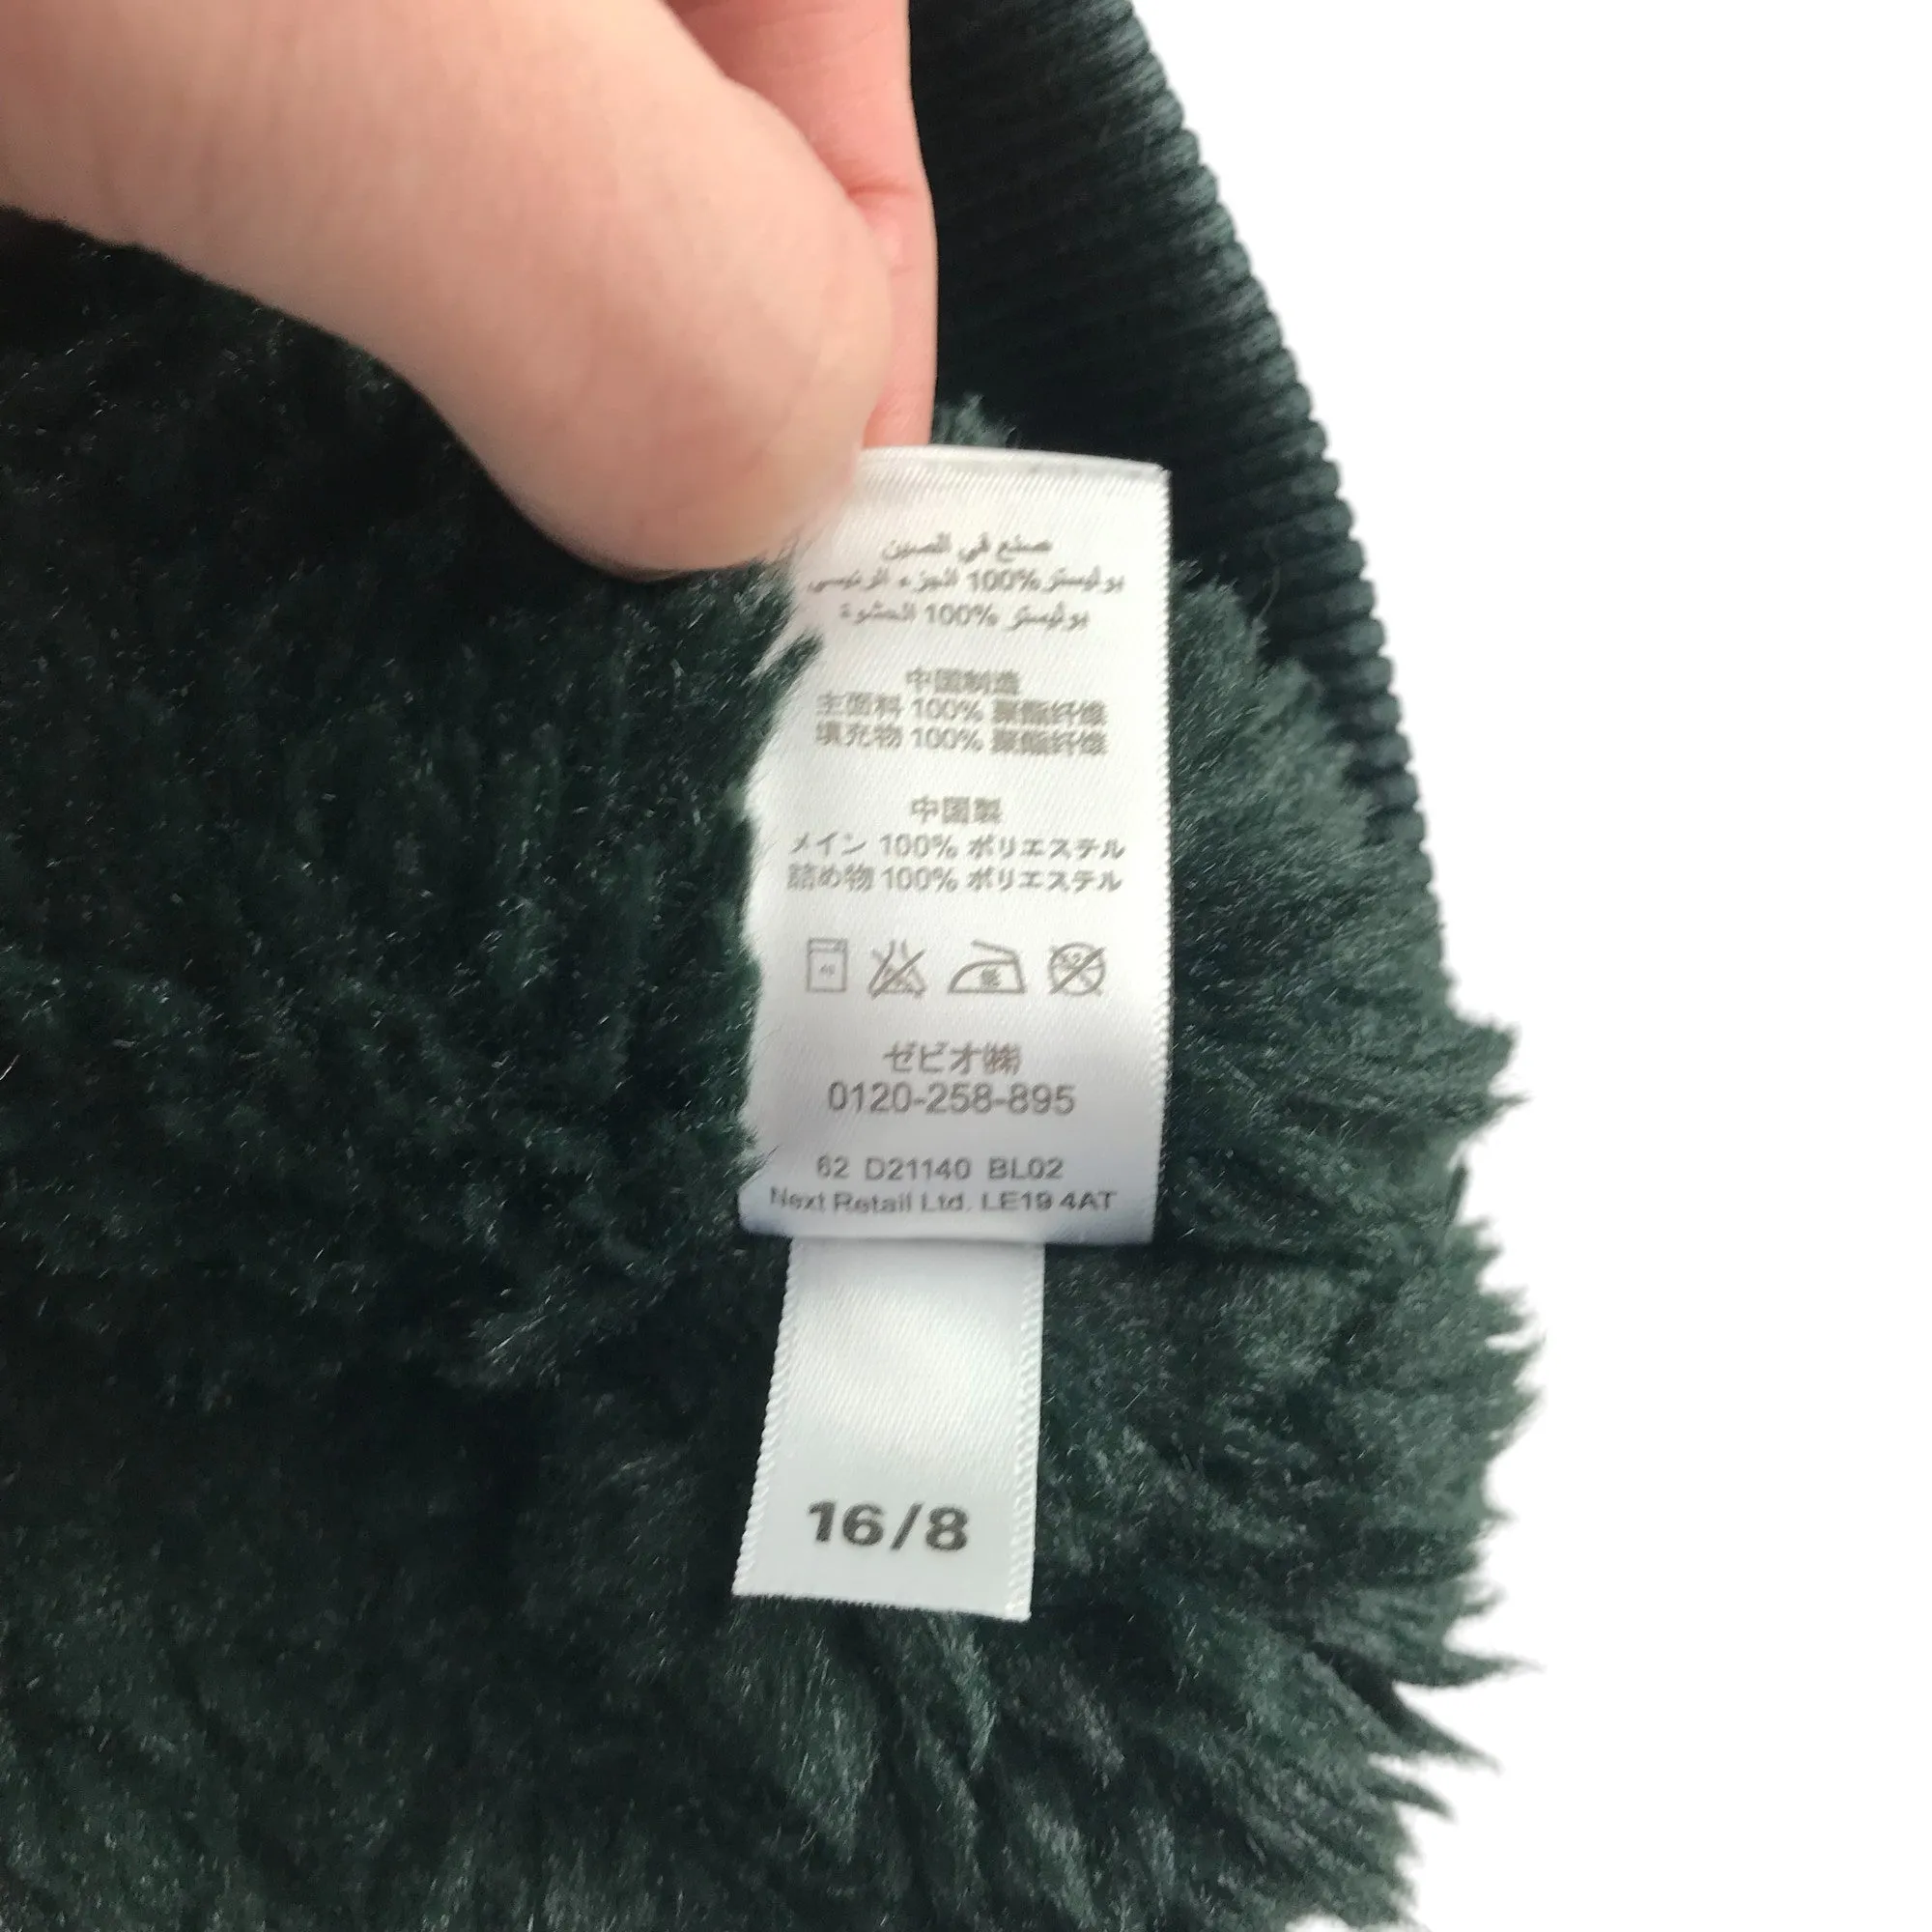 صنع في الصين
بوليستر 100% الجزء الرئيسي
بوليستر 100% الحشوة
中国制造
主面料 100% 聚酯纤维
填充物 100% 聚酯纤维
中国製
メイン 100% ポリエステル
詰め物 100% ポリエステル
ゼビオ㈱
0120-258-895
62 D21140 BL02
Next Retail Ltd. LE19 4AT
16/8